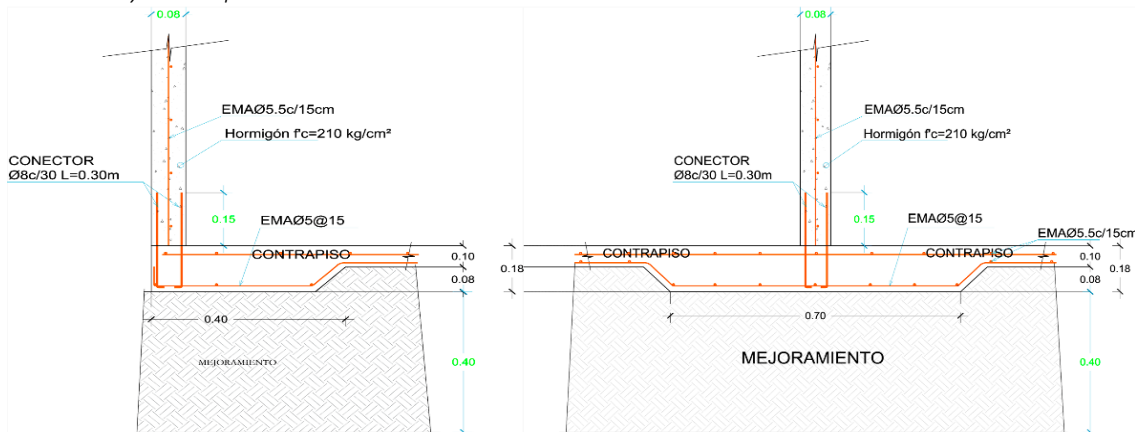 0.08
EMAØ5.5c/15cm
Hormigón f'c=210 kg/cm²
CONECTOR
Ø8c/30 L=0.30m
0.15
EMAØ5@15
CONTRAPISO
0.10
0.18
0.08
0.40
MEJORAMIENTO
0.40
0.08
EMAØ5.5c/15cm
Hormigón f'c=210 kg/cm²
CONECTOR
Ø8c/30 L=0.30m
0.15
EMAØ5@15
EMAØ5.5c/15cm
CONTRAPISO
CONTRAPISO
0.10
0.18
0.08
0.70
MEJORAMIENTO
0.40